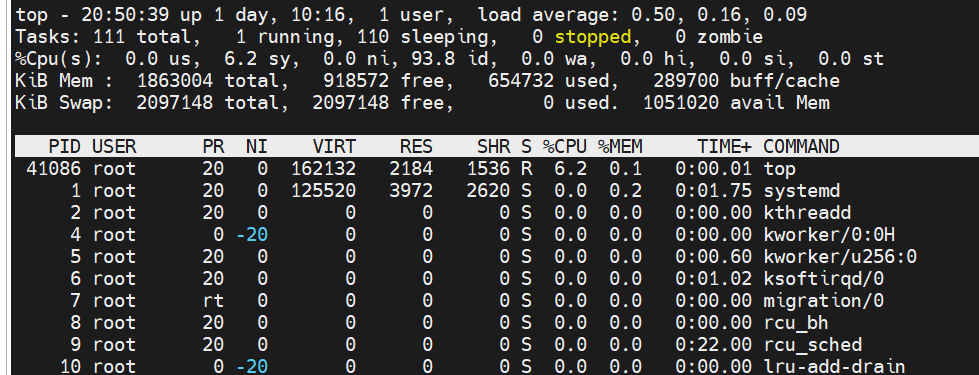 top - 20:50:39 up 1 day, 10:16,  1 user,  load average: 0.50, 0.16, 0.09
Tasks: 111 total,   1 running, 110 sleeping,   0 stopped,   0 zombie
%Cpu(s):  0.0 us,  6.2 sy,  0.0 ni, 93.8 id,  0.0 wa,  0.0 hi,  0.0 si,  0.0 st
KiB Mem :  1863004 total,   918572 free,   654732 used,   289700 buff/cache
KiB Swap:  2097148 total,  2097148 free,        0 used.  1051020 avail Mem
PID USER      PR  NI    VIRT    RES    SHR S %CPU %MEM     TIME+ COMMAND
41086 root      20   0  162132   2184   1536 R  6.2  0.1   0:00.01 top
1 root      20   0  125520   3972   2620 S  0.0  0.2   0:01.75 systemd
2 root      20   0       0      0      0 S  0.0  0.0   0:00.00 kthreadd
4 root       0 -20       0      0      0 S  0.0  0.0   0:00.00 kworker/0:0H
5 root      20   0       0      0      0 S  0.0  0.0   0:00.60 kworker/u256:0
6 root      20   0       0      0      0 S  0.0  0.0   0:01.02 ksoftirqd/0
7 root      rt   0       0      0      0 S  0.0  0.0   0:00.00 migration/0
8 root      20   0       0      0      0 S  0.0  0.0   0:00.00 rcu_bh
9 root      20   0       0      0      0 S  0.0  0.0   0:22.00 rcu_sched
10 root       0 -20       0      0      0 S  0.0  0.0   0:00.00 lru-add-drain